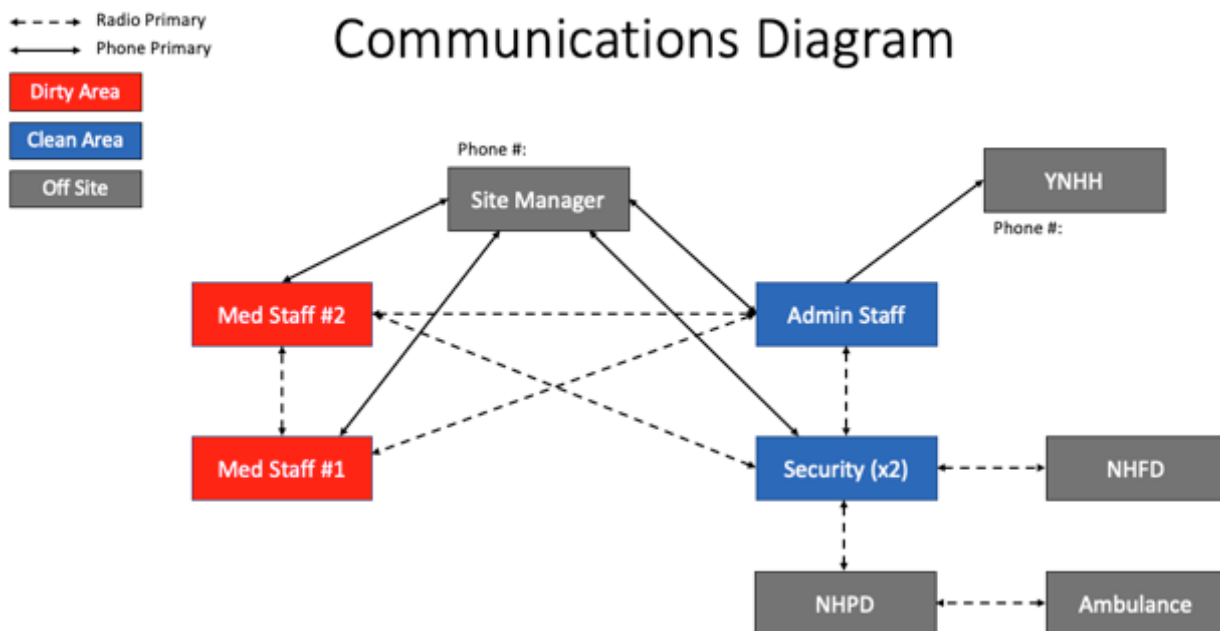 Radio Primary
Phone Primary
Communications Diagram
Dirty Area
Clean Area
Off Site
Phone #:
Site Manager
YNHH
Phone #:
Med Staff #2
Admin Staff
Med Staff #1
Security (x2)
NHFD
NHPD
Ambulance